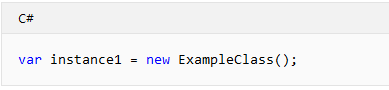 C#
var instance1 = new ExampleClass();